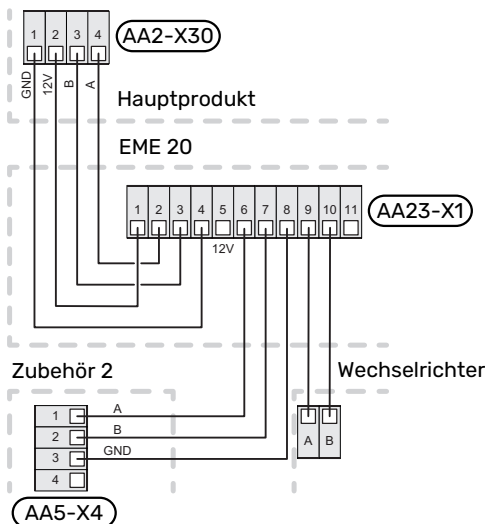 1 2 3 4 AA2-X30
GND 12V B A
Hauptprodukt
EME 20
1 2 3 4 5 6 7 8 9 10 11 AA23-X1
12V
Zubehör 2
Wechselrichter
1 A
2 B
3 GND
4
A B
AA5-X4